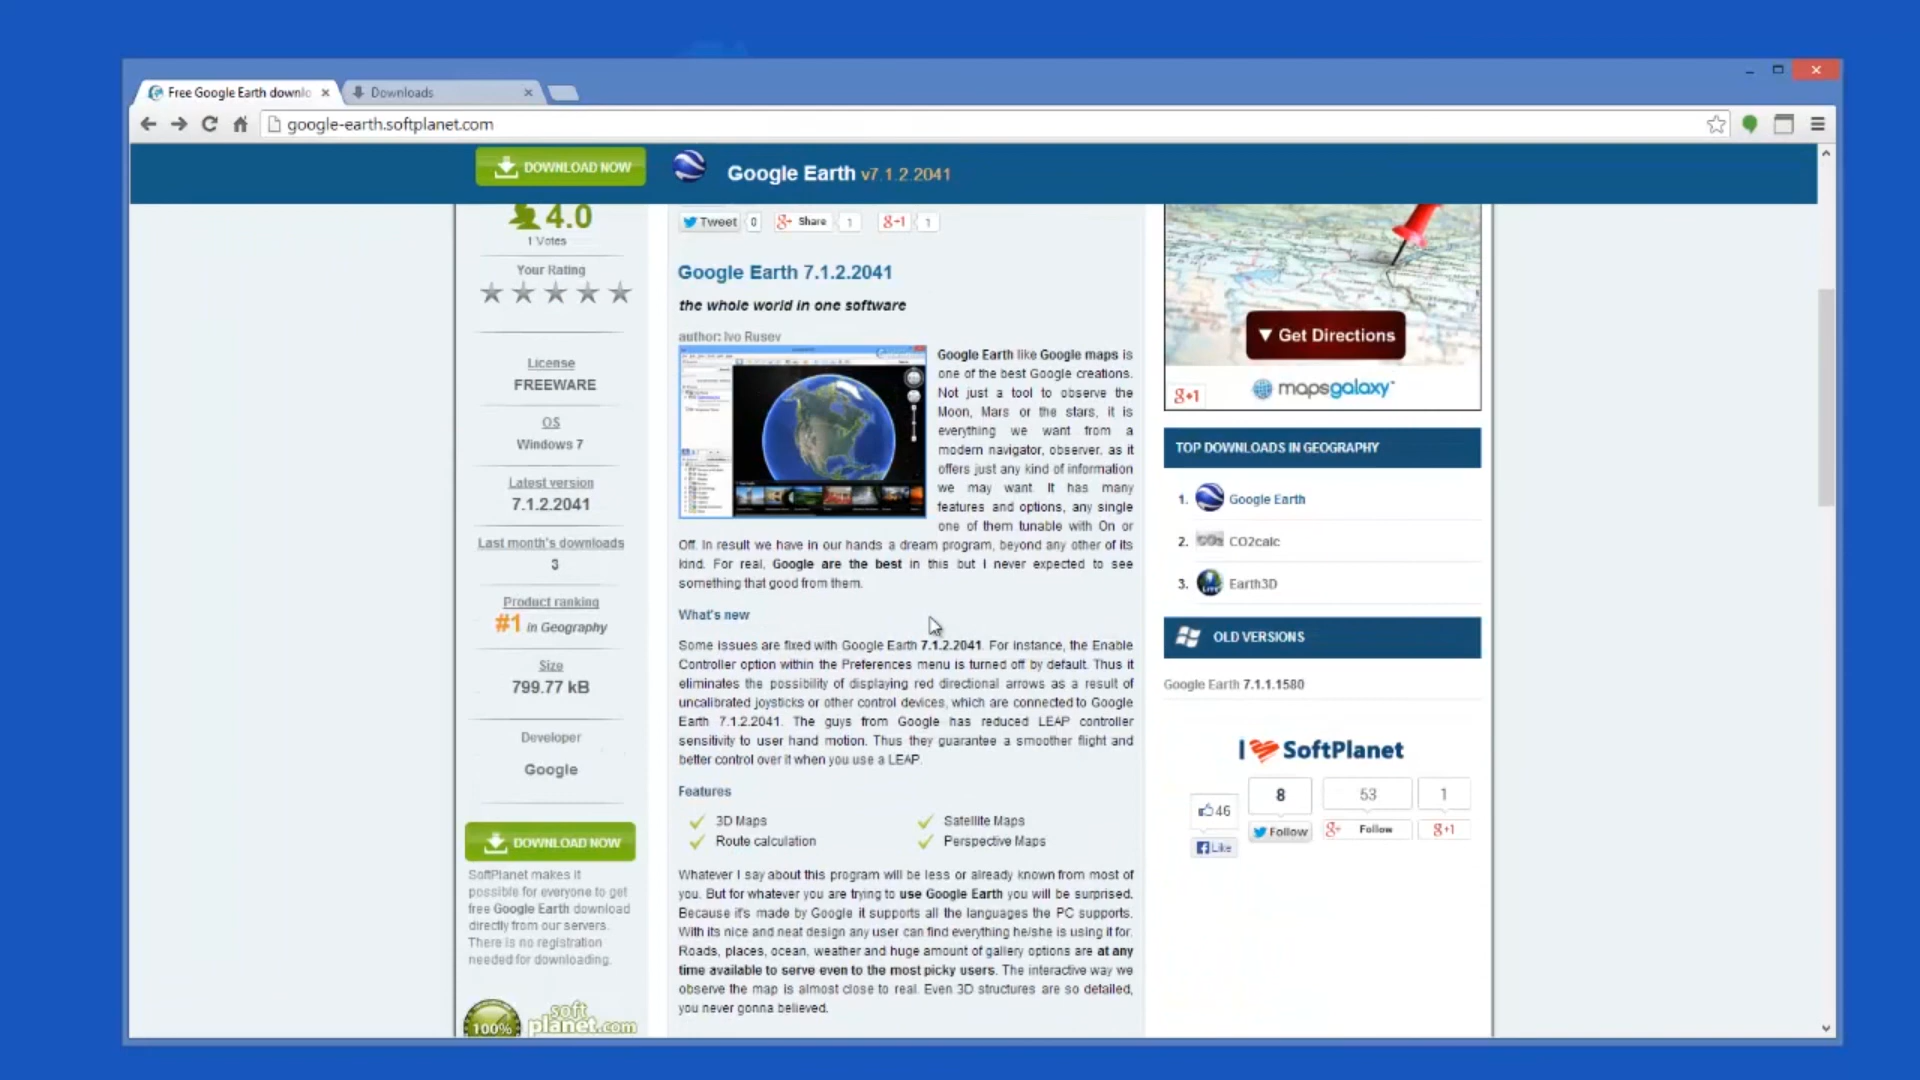 Free Google Earth downlo
Downloads
google-earth.softplanet.com
DOWNLOAD NOW
Google Earth v7.1.2.2041
4.0
1 Votes
Your Rating
License
FREEWARE
OS
Windows 7
Latest version
7.1.2.2041
Last month's downloads
3
Product ranking
#1 in Geography
Size
799.77 kB
Developer
Google
DOWNLOAD NOW
SoftPlanet makes it
possible for everyone to get
free Google Earth download
directly from our servers.
There is no registration
needed for downloading.
100%
soft
planet.com
Tweet 0 g+ Share 1 g+1 1
Google Earth 7.1.2.2041
the whole world in one software
author: Ivo Rusev
Google Earth like Google maps is
one of the best Google creations.
Not just a tool to observe the
Moon, Mars or the stars, it is
everything we want from a
modern navigator, observer, as it
offers just any kind of information
we may want. It has many
features and options, any single
one of them tunable with On or
Off. In result we have in our hands a dream program, beyond any other of its
kind. For real, Google are the best in this but I never expected to see
something that good from them.
What's new
Some issues are fixed with Google Earth 7.1.2.2041. For instance, the Enable
Controller option within the Preferences menu is turned off by default. Thus it
eliminates the possibility of displaying red directional arrows as a result of
uncalibrated joysticks or other control devices, which are connected to Google
Earth 7.1.2.2041. The guys from Google has reduced LEAP controller
sensitivity to user hand motion. Thus they guarantee a smoother flight and
better control over it when you use a LEAP.
Features
3D Maps
Satellite Maps
Route calculation
Perspective Maps
Whatever I say about this program will be less or already known from most of
you. But for whatever you are trying to use Google Earth you will be surprised.
Because it's made by Google it supports all the languages the PC supports.
With its nice and neat design any user can find everything he/she is using it for.
Roads, places, ocean, weather and huge amount of gallery options are at any
time available to serve even to the most picky users. The interactive way we
observe the map is almost close to real. Even 3D structures are so detailed,
you never gonna believed.
Get Directions
g+1
mapsgalaxy
TOP DOWNLOADS IN GEOGRAPHY
1. Google Earth
2. CO2calc
3. Earth3D
OLD VERSIONS
Google Earth 7.1.1.1580
I SoftPlanet
46
8
53
1
Like
Follow
g+ Follow
g+1